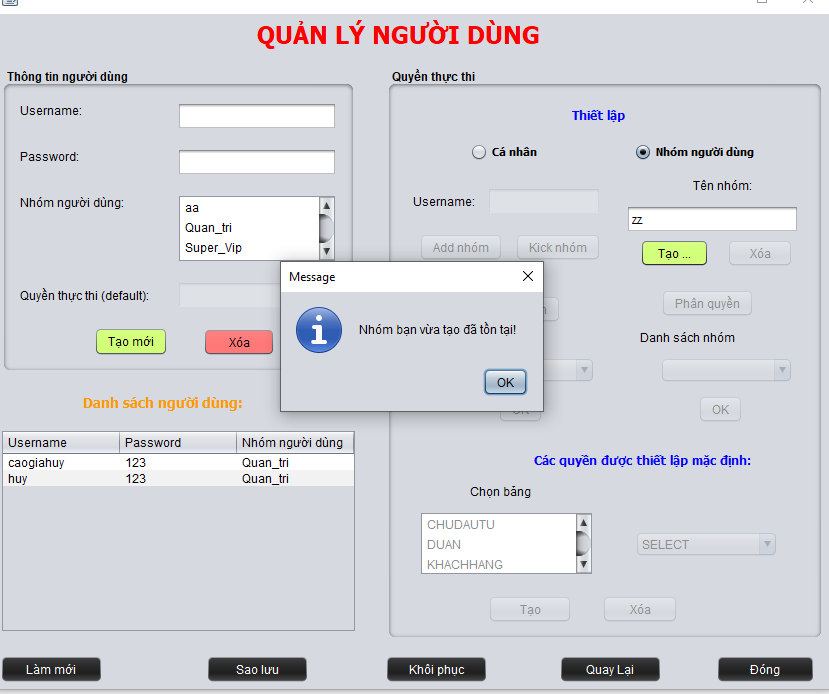 QUẢN LÝ NGƯỜI DÙNG
Thông tin người dùng
Username:
Password:
Nhóm người dùng:
aa
Quan_tri
Super_Vip
Quyền thực thi (default):
Tạo mới
Xóa
Quyền thực thi
Thiết lập
Cá nhân
Nhóm người dùng
Username:
Tên nhóm:
zz
Add nhóm
Kick nhóm
Tạo ...
Xóa
Phân quyền
Danh sách nhóm
OK
Message
Nhóm bạn vừa tạo đã tồn tại!
OK
Danh sách người dùng:
Username Password Nhóm người dùng
caogiahuy 123 Quan_tri
huy 123 Quan_tri
Các quyền được thiết lập mặc định:
Chọn bảng
CHUDAUTU
DUAN
KHACHHANG
SELECT
Tạo
Xóa
Làm mới
Sao lưu
Khôi phục
Quay Lại
Đóng